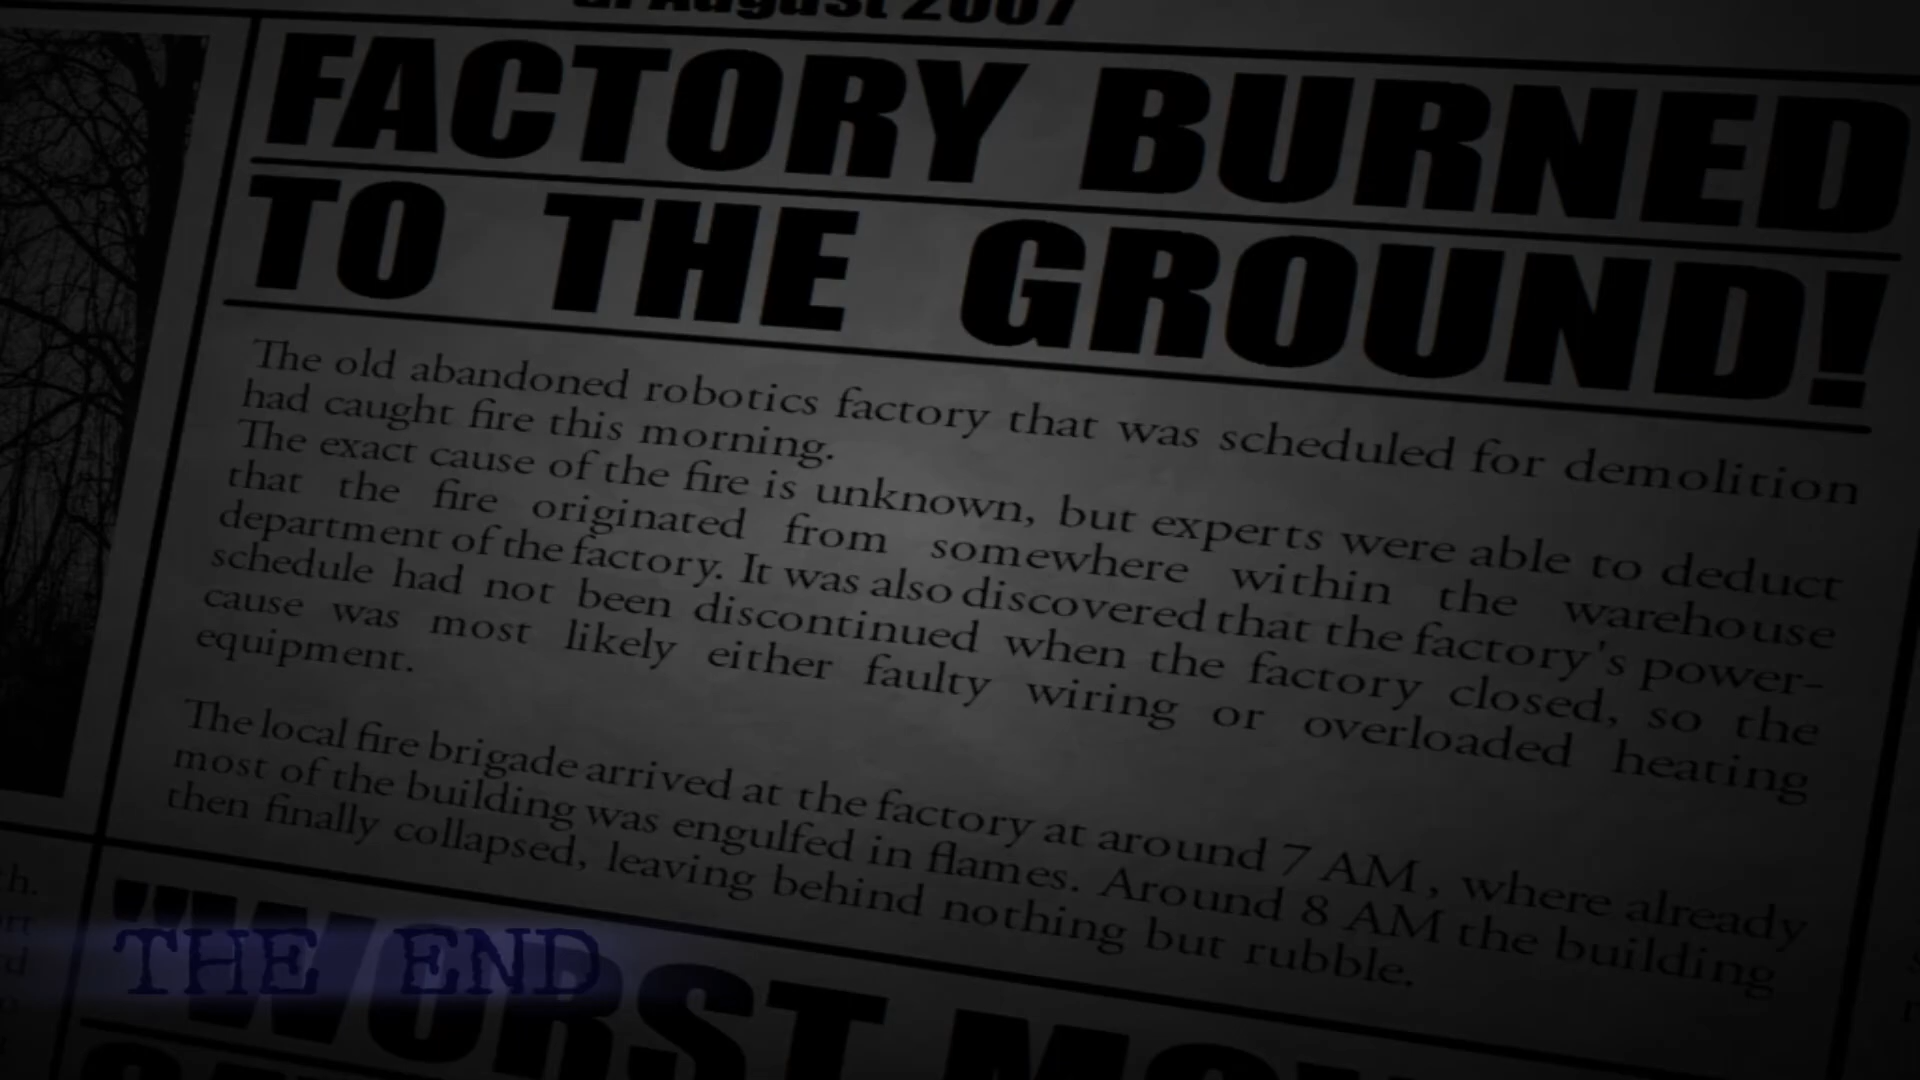 August 2007
FACTORY BURNED
TO THE GROUND!
The old abandoned robotics factory that was scheduled for demolition
had caught fire this morning.
The exact cause of the fire is unknown, but experts were able to deduct
that the fire originated from somewhere within the warehouse
department of the factory. It was also discovered that the factory's power-
schedule had not been discontinued when the factory closed, so the
cause was most likely either faulty wiring or overloaded heating
equipment.
The local fire brigade arrived at the factory at around 7 AM, where already
most of the building was engulfed in flames. Around 8 AM the building
then finally collapsed, leaving behind nothing but rubble.
"WORST
THE END